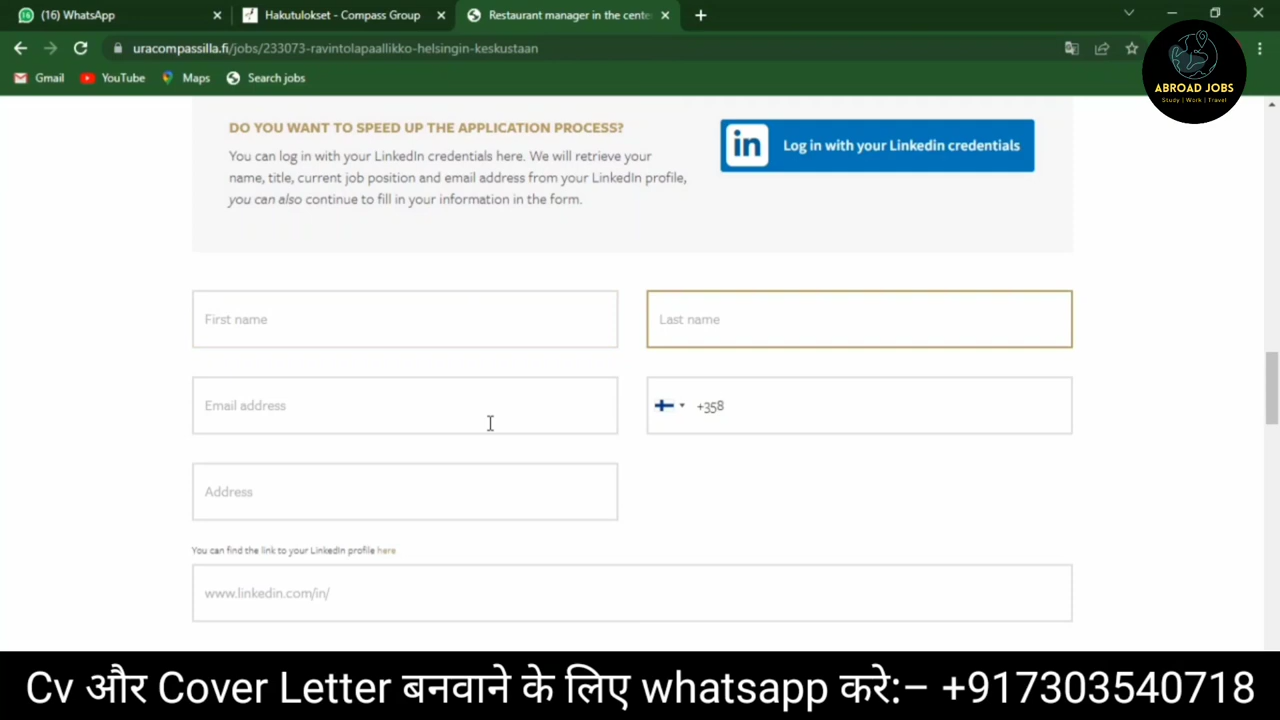 (16) WhatsApp
Hakutulokset - Compass Group
Restaurant manager in the cente
uracompassilla.fi/jobs/233073-ravintolapaallikko-helsingin-keskustaan
Gmail
YouTube
Maps
Search jobs
ABROAD JOBS
Study | Work | Travel
DO YOU WANT TO SPEED UP THE APPLICATION PROCESS?
You can log in with your LinkedIn credentials here. We will retrieve your
name, title, current job position and email address from your LinkedIn profile,
you can also continue to fill in your information in the form.
in Log in with your Linkedin credentials
First name
Last name
Email address
+358
Address
You can find the link to your LinkedIn profile here
www.linkedin.com/in/
Cv और Cover Letter बनवाने के लिए whatsapp करे:– +917303540718